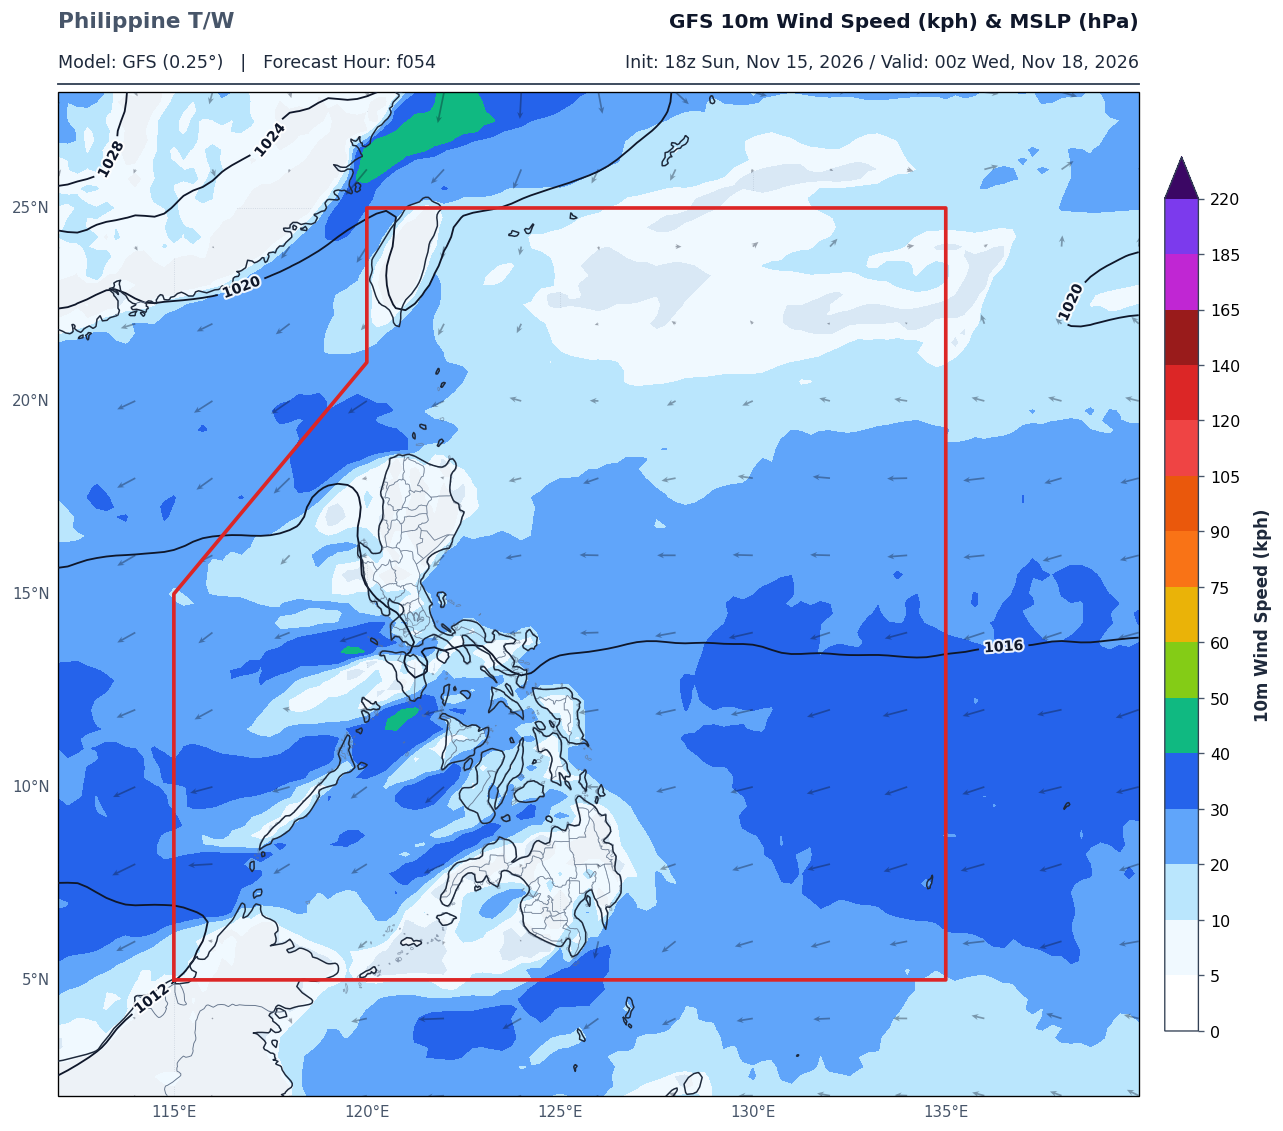 Philippine T/W
GFS 10m Wind Speed (kph) & MSLP (hPa)
Model: GFS (0.25°)   |   Forecast Hour: f054
Init: 18z Sun, Nov 15, 2026 / Valid: 00z Wed, Nov 18, 2026
1028
1024
1020
1020
1016
1012
25°N
20°N
15°N
10°N
5°N
115°E
120°E
125°E
130°E
135°E
220
185
165
140
120
105
90
75
60
50
40
30
20
10
5
0
10m Wind Speed (kph)